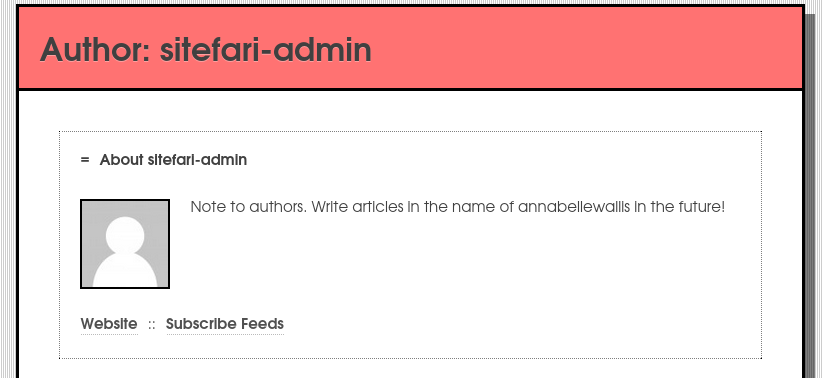 Author: sitefari-admin
= About sitefari-admin
Note to authors. Write articles in the name of annabellewallis in the future!
Website :: Subscribe Feeds